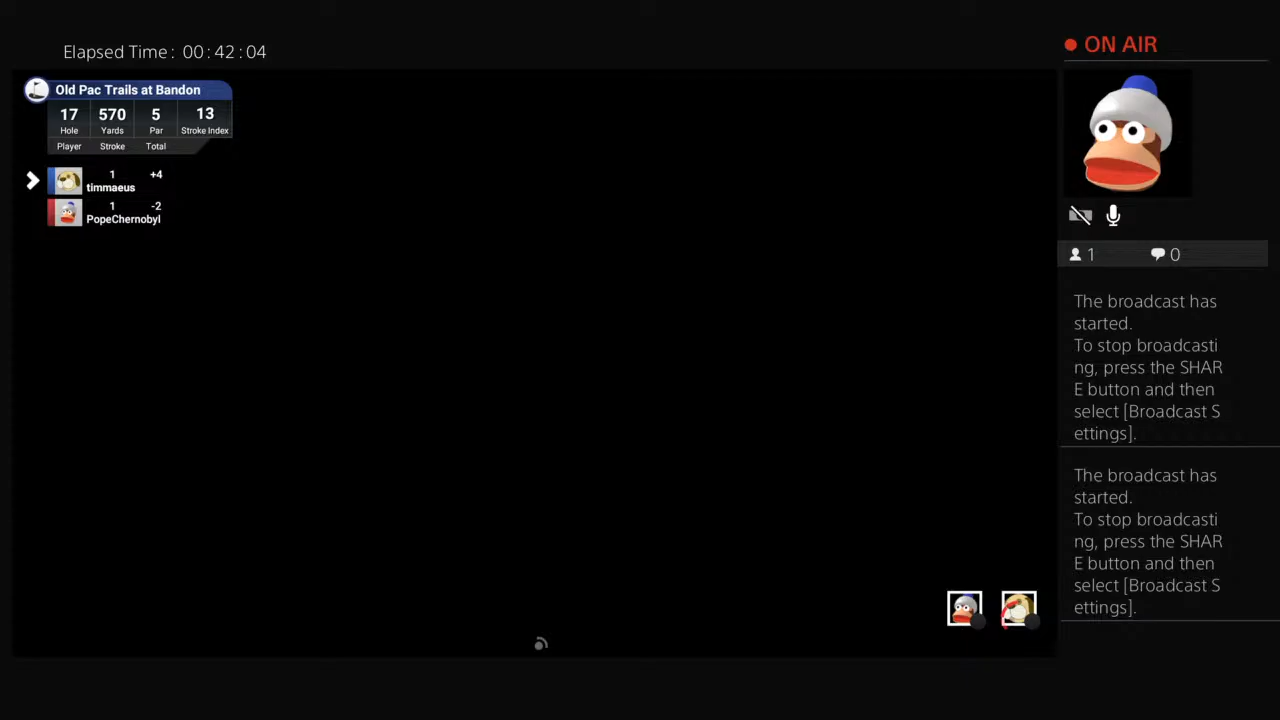 Elapsed Time: 00:42:04
ON AIR
Old Pac Trails at Bandon
17 570 5 13
Hole Yards Par Stroke Index
Player Stroke Total
1 +4
timmaeus
1 -2
PopeChernobyl
1 0
The broadcast has
started.
To stop broadcasti
ng, press the SHAR
E button and then
select [Broadcast S
ettings].
The broadcast has
started.
To stop broadcasti
ng, press the SHAR
E button and then
select [Broadcast S
ettings].